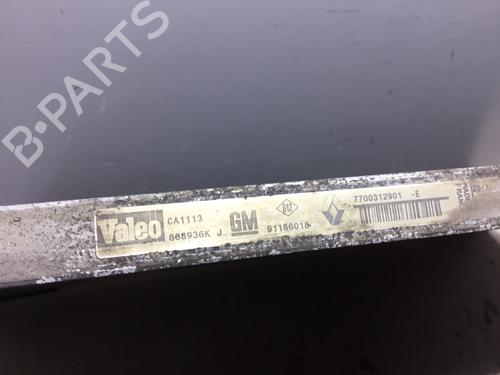 B-PARTS
Valeo
CA1113
868936K J
GM
91166018
7700312901 -E